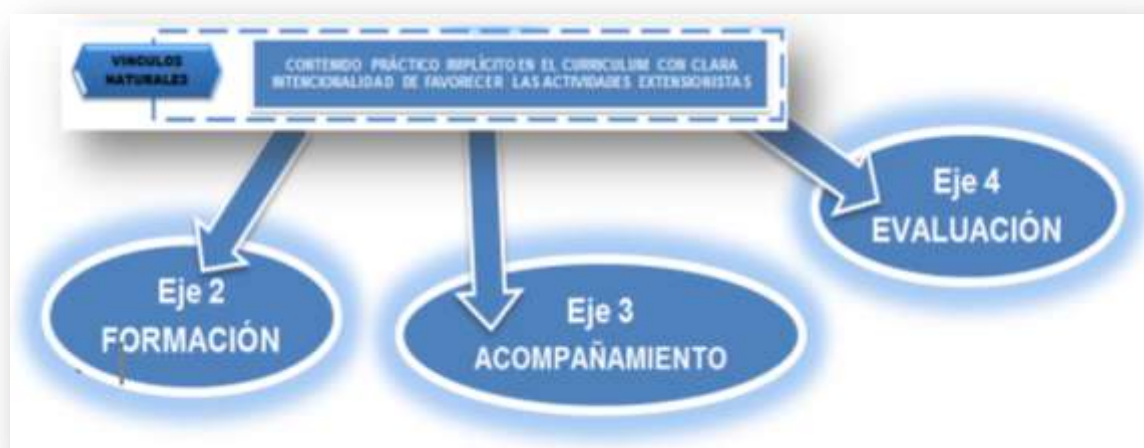 VINCULOS
NATURALES
CONTENIDO PRÁCTICO IMPLÍCITO EN EL CURRICULUM CON CLARA
INTENCIONALIDAD DE FAVORECER LAS ACTIVIDADES EXTENSIONISTAS
Eje 4
EVALUACIÓN
Eje 2
FORMACIÓN
Eje 3
ACOMPAÑAMIENTO